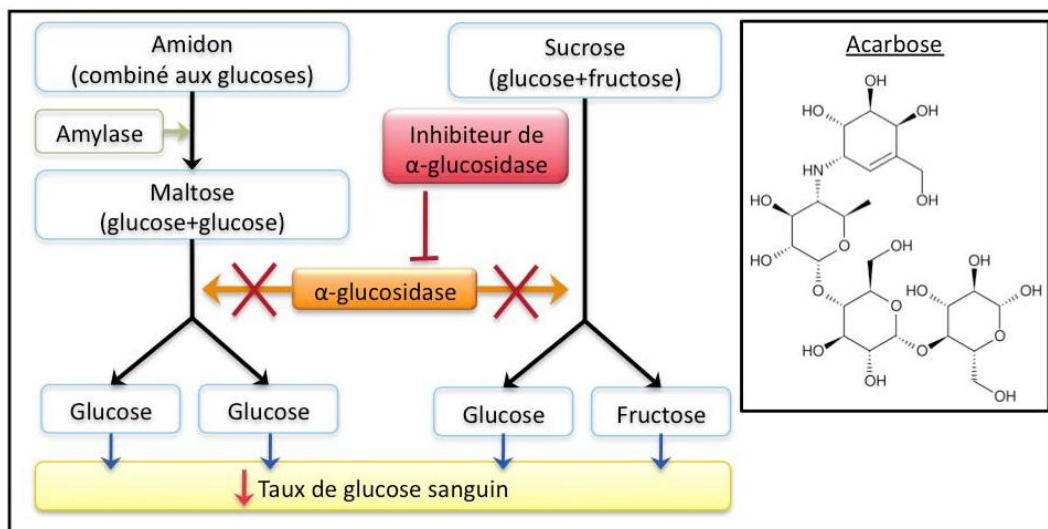 Amidon
(combiné aux glucoses)
Sucrose
(glucose+fructose)
Amylase
Inhibiteur de
α-glucosidase
Maltose
(glucose+glucose)
α-glucosidase
Glucose
Glucose
Glucose
Fructose
Taux de glucose sanguin
Acarbose
OH
HO
OH
HO
HN
OH
HO
O
HO
OH
O
O
HO
OH
O
OH
HO
OH
O
OH